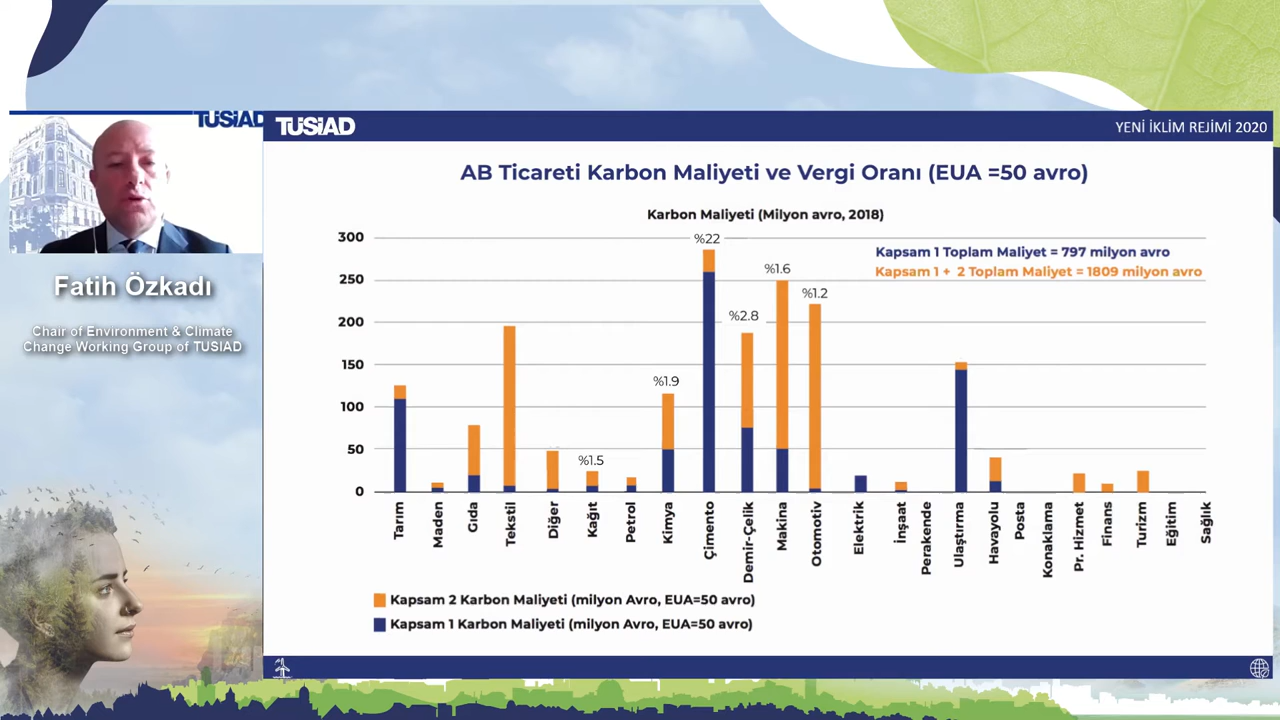 TÜSİAD
TÜSİAD
YENİ İKLİM REJİMİ 2020
Fatih Özkadı
Chair of Environment & Climate
Change Working Group of TUSIAD
AB Ticareti Karbon Maliyeti ve Vergi Oranı (EUA =50 avro)
Karbon Maliyeti (Milyon avro, 2018)
Kapsam 1 Toplam Maliyet = 797 milyon avro
Kapsam 1 + 2 Toplam Maliyet = 1809 milyon avro
300
250
200
150
100
50
0
%1.5
%1.9
%22
%2.8
%1.6
%1.2
Tarım
Maden
Gıda
Tekstil
Diğer
Kağıt
Petrol
Kimya
Çimento
Demir-Çelik
Makina
Otomotiv
Elektrik
İnşaat
Perakende
Ulaştırma
Havayolu
Posta
Konaklama
Pr. Hizmet
Finans
Turizm
Eğitim
Sağlık
Kapsam 2 Karbon Maliyeti (milyon Avro, EUA=50 avro)
Kapsam 1 Karbon Maliyeti (milyon Avro, EUA=50 avro)